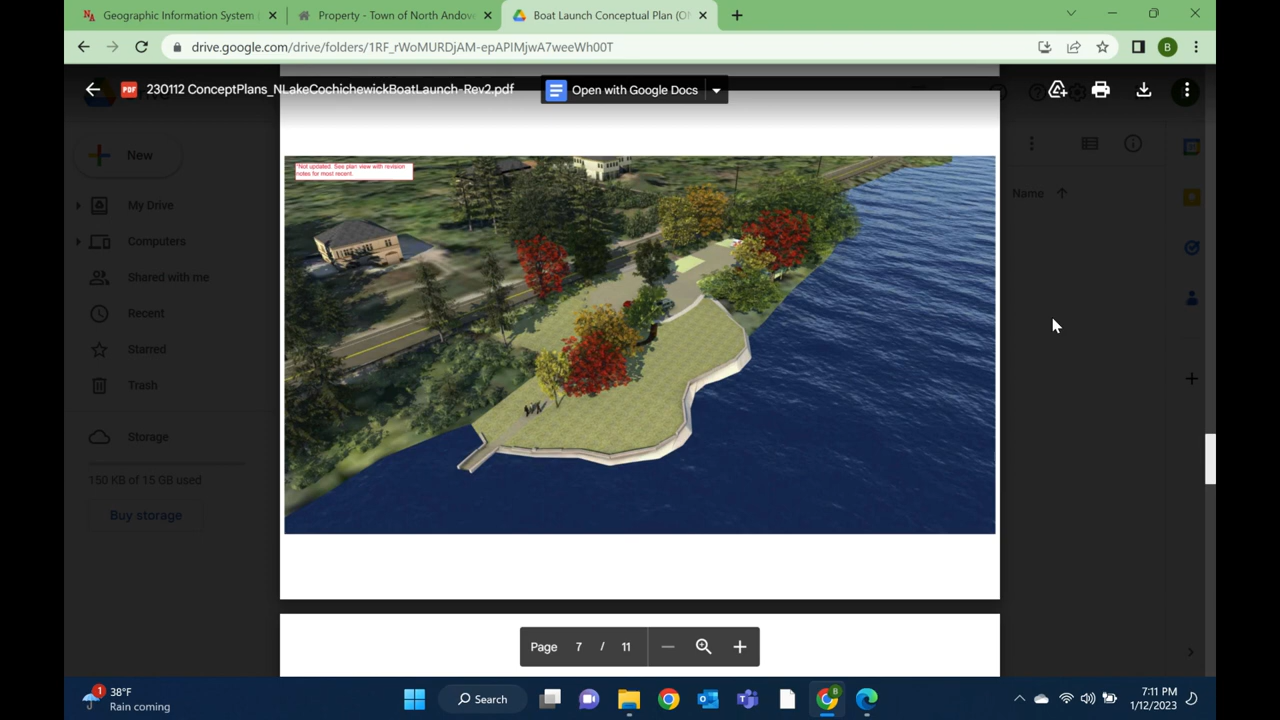 Geographic Information System
Property - Town of North Andove
Boat Launch Conceptual Plan (O
drive.google.com/drive/folders/1RF_rWoMURDjAM-epAPIMjwA7weeWh00T
B
PDF
230112 ConceptPlans_NLakeCochichewickBoatLaunch-Rev2.pdf
Open with Google Docs
New
My Drive
Computers
Shared with me
Recent
Starred
Trash
Storage
150 KB of 15 GB used
Buy storage
Name
*Not updated. See plan view with revision
notes for most recent.
Page 7 / 11
1
38°F
Rain coming
Search
7:11 PM
1/12/2023